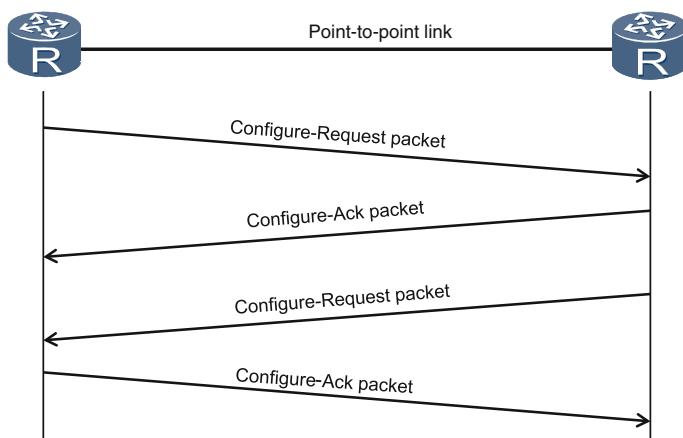 Point-to-point link
R
R
Configure-Request packet
Configure-Ack packet
Configure-Request packet
Configure-Ack packet